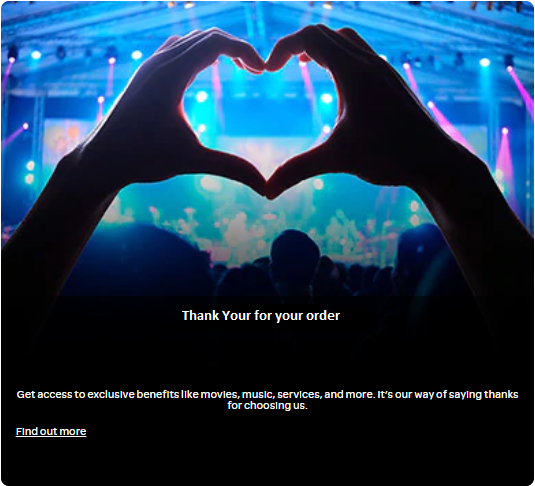 Thank Your for your order
Get access to exclusive benefits like movies, music, services, and more. It's our way of saying thanks
for choosing us.
Find out more